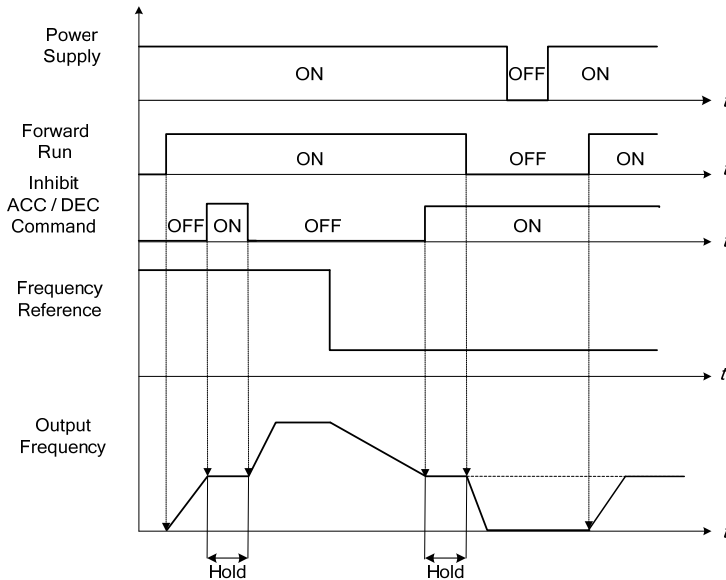 Power
Supply
ON
OFF
ON
t
Forward
Run
ON
OFF
ON
t
Inhibit
ACC / DEC
Command
OFF
ON
OFF
ON
t
Frequency
Reference
t
Output
Frequency
t
Hold
Hold